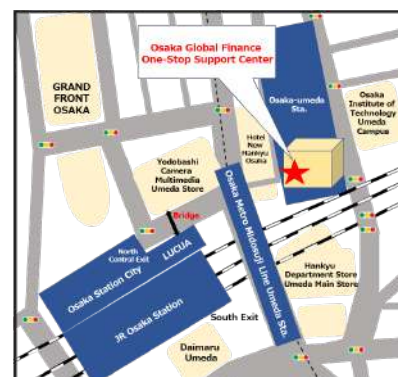 Osaka Global Finance
One-Stop Support Center
GRAND
FRONT
OSAKA
Osaka-umeda
Sta.
Osaka
Institute of
Technology
Umeda
Campus
Hotel
New
Hankyu
Osaka
Yodobashi
Camera
Multimedia
Umeda Store
Bridge
North
Central Exit
LUCUA
Osaka Station City
JR Osaka Station
Osaka Metro Midosuji Line Umeda Sta.
South Exit
Hankyu
Department Store
Umeda Main Store
Daimaru
Umeda